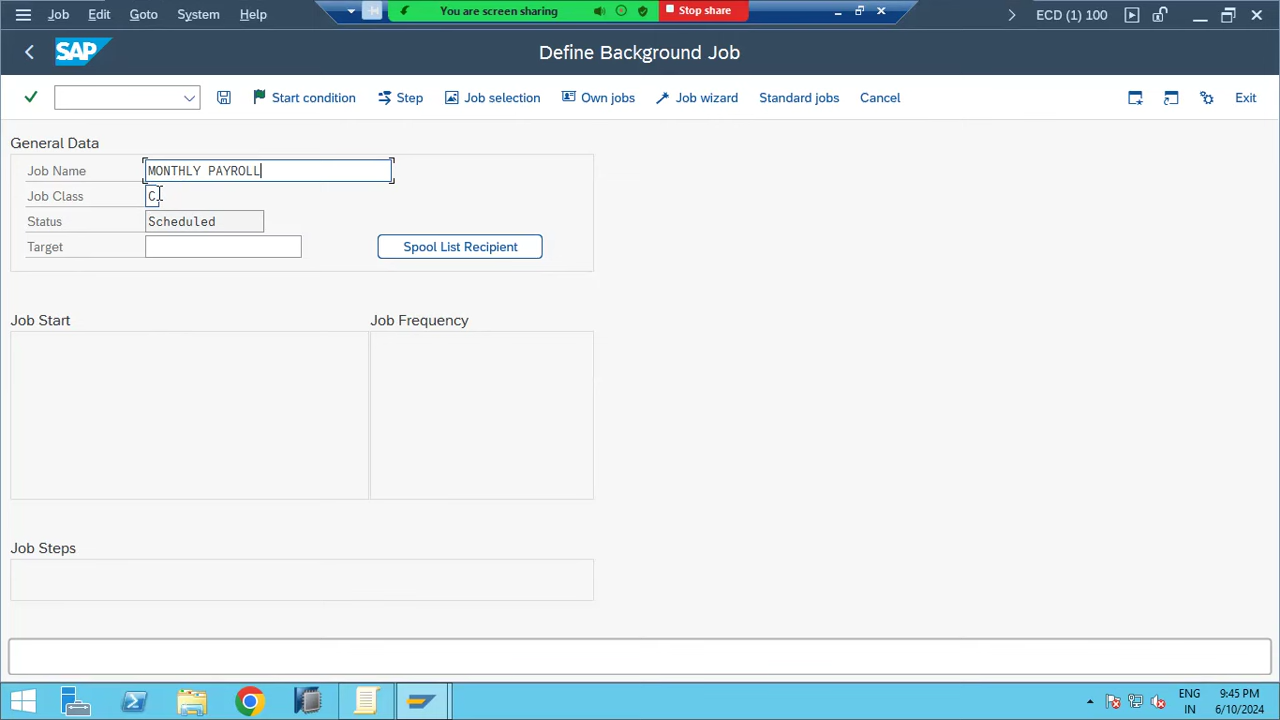 You are screen sharing Stop share
Job Edit Goto System Help ECD (1) 100
SAP Define Background Job
Start condition Step Job selection Own jobs Job wizard Standard jobs Cancel Exit
General Data
Job Name MONTHLY PAYROLL
Job Class C
Status Scheduled
Target Spool List Recipient
Job Start Job Frequency
Job Steps
ENG 9:45 PM
IN 6/10/2024